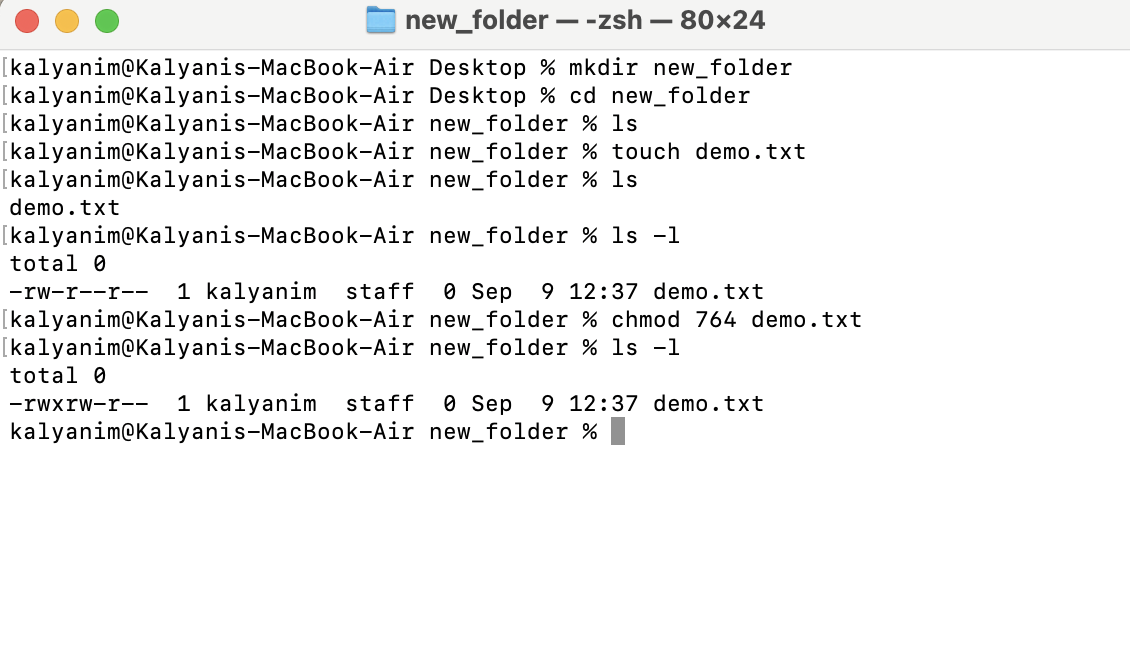 new_folder — -zsh — 80×24
[kalyanim@Kalyanis-MacBook-Air Desktop % mkdir new_folder
[kalyanim@Kalyanis-MacBook-Air Desktop % cd new_folder
[kalyanim@Kalyanis-MacBook-Air new_folder % ls
[kalyanim@Kalyanis-MacBook-Air new_folder % touch demo.txt
[kalyanim@Kalyanis-MacBook-Air new_folder % ls
demo.txt
[kalyanim@Kalyanis-MacBook-Air new_folder % ls -l
total 0
-rw-r--r--  1 kalyanim  staff  0 Sep  9 12:37 demo.txt
[kalyanim@Kalyanis-MacBook-Air new_folder % chmod 764 demo.txt
[kalyanim@Kalyanis-MacBook-Air new_folder % ls -l
total 0
-rwxrw-r--  1 kalyanim  staff  0 Sep  9 12:37 demo.txt
kalyanim@Kalyanis-MacBook-Air new_folder %